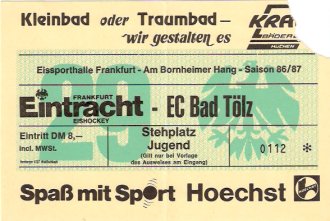 Kleinbad oder Traumbad –
wir gestalten es
KRA
BÄDER
HUCHEN
Eissporthalle Frankfurt - Am Bornheimer Hang - Saison 86/87
FRANKFURT
Eintracht - EC Bad Tölz
EISHOCKEY
Eintritt DM 8,—
incl. MWSt.
Stehplatz
Jugend
(Gilt nur bei Vorlage
des Ausweises am Eingang)
0112 *
Spaß mit Sport Hoechst